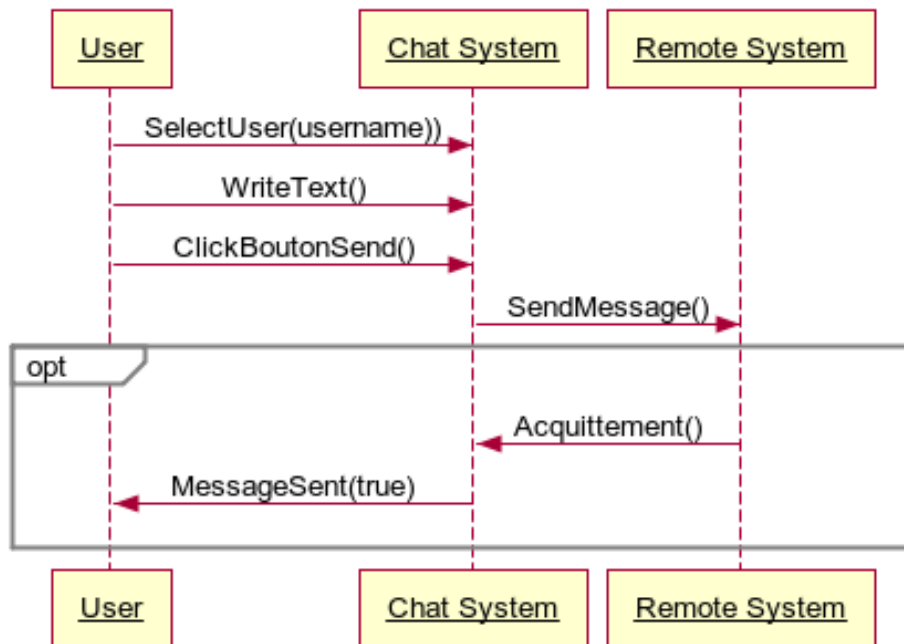 User
Chat System
Remote System
SelectUser(username))
WriteText()
ClickBoutonSend()
SendMessage()
opt
Acquittement()
MessageSent(true)
User
Chat System
Remote System